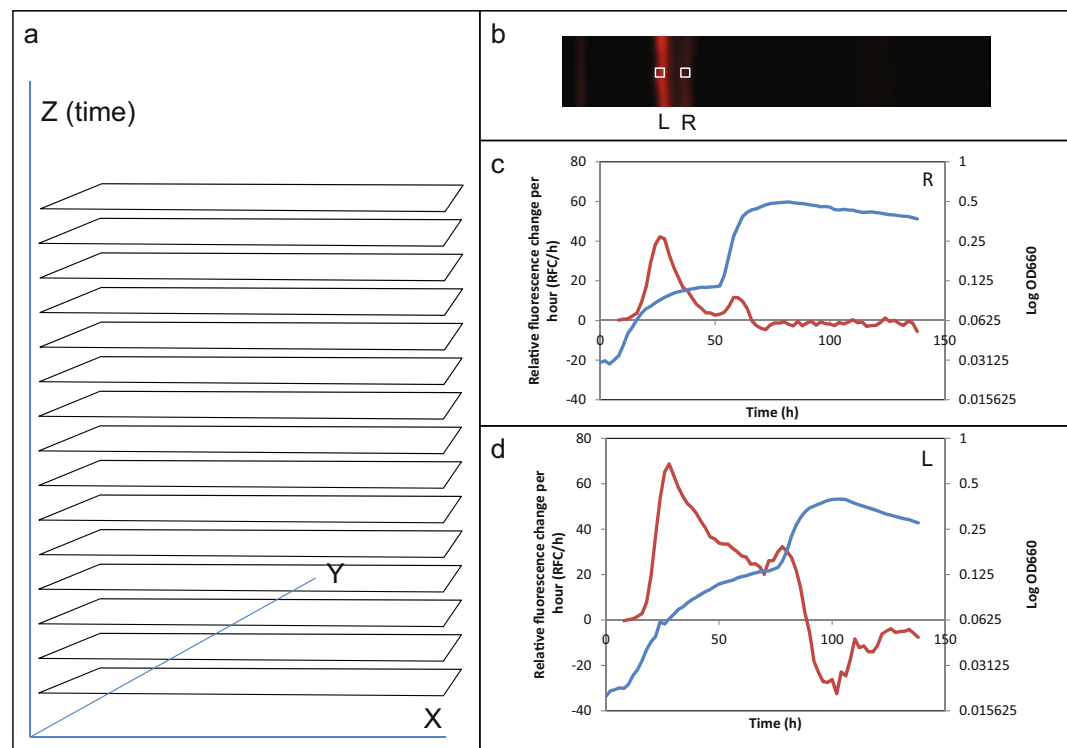 a
Z (time)
Y
X
b
L R
c
R
80
60
40
20
0
-20
-40
1
0.5
0.25
0.125
0.0625
0.03125
0.015625
0 50 100 150
Relative fluorescence change per
hour (RFC/h)
Log OD660
Time (h)
d
L
80
60
40
20
0
-20
-40
1
0.5
0.25
0.125
0.0625
0.03125
0.015625
0 50 100 150
Relative fluorescence change per
hour (RFC/h)
Log OD660
Time (h)